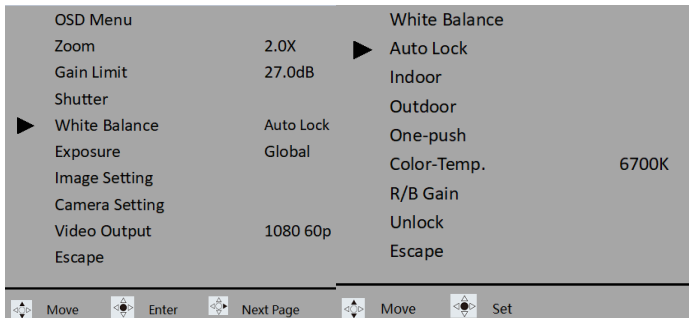 OSD Menu
Zoom 2.0X
Gain Limit 27.0dB
Shutter
White Balance Auto Lock
Exposure Global
Image Setting
Camera Setting
Video Output 1080 60p
Escape
Move Enter Next Page
White Balance
Auto Lock
Indoor
Outdoor
One-push
Color-Temp. 6700K
R/B Gain
Unlock
Escape
Move Set